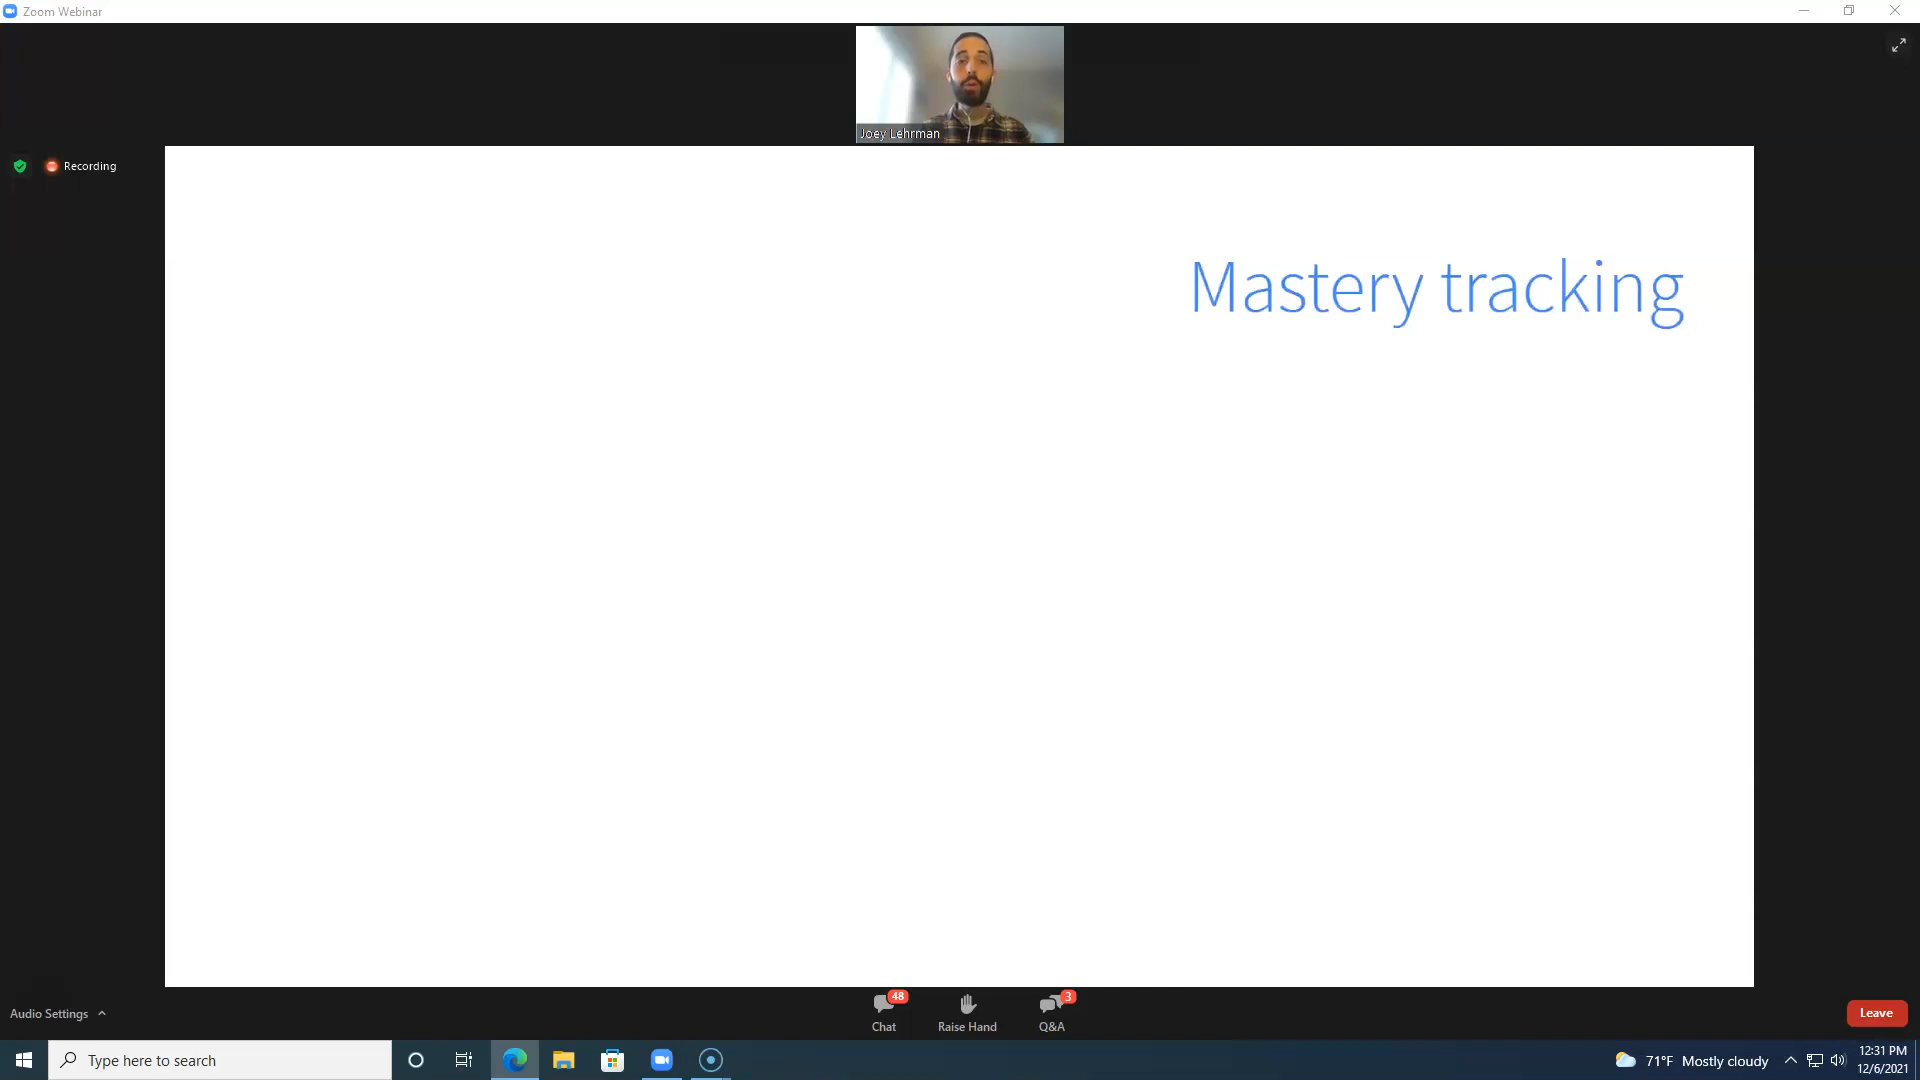 Zoom Webinar
Joey Lehrman
Recording
Mastery tracking
48
3
Audio Settings
Chat
Raise Hand
Q&A
Leave
Type here to search
71°F Mostly cloudy
12:31 PM
12/6/2021